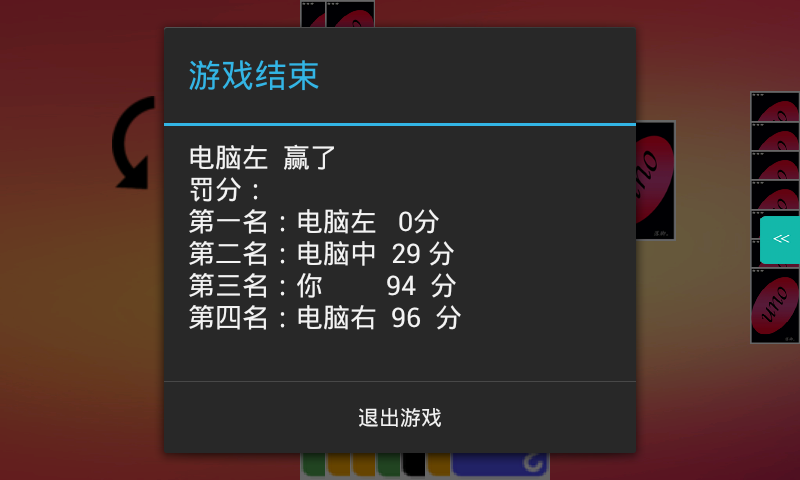 游戏结束
电脑左 赢了
罚分：
第一名：电脑左 0分
第二名：电脑中 29 分
第三名：你 94 分
第四名：电脑右 96 分
退出游戏
uno
<<
uno